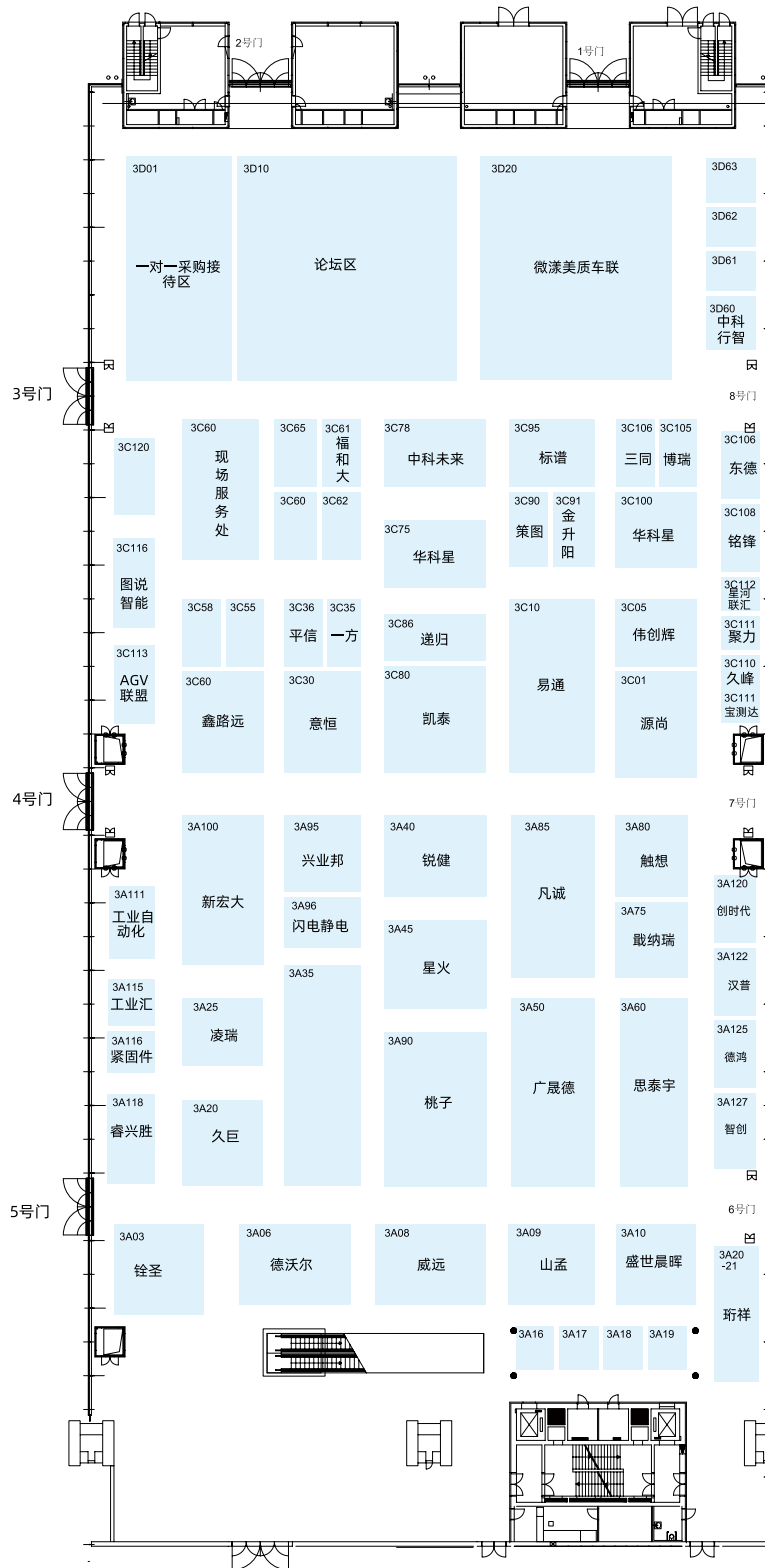 2号门
1号门
3D01
一对一采购接
待区
3D10
论坛区
3D20
微漾美质车联
3D63
3D62
3D61
3D60
中科
行智
3号门
8号门
3C120
3C60
现
场
服
务
处
3C65
3C61
福
和
大
3C78
中科未来
3C95
标谱
3C106
三同
3C105
博瑞
3C106
东德
3C60
3C62
3C90
策图
3C91
金
升
阳
3C100
华科星
3C108
铭锋
3C116
图说
智能
3C75
华科星
3C112
星河
联汇
3C111
聚力
3C58
3C55
3C36
平信
3C35
一方
3C86
递归
3C10
易通
3C05
伟创辉
3C113
AGV
联盟
3C60
鑫路远
3C30
意恒
3C80
凯泰
3C01
源尚
3C110
久峰
3C111
宝测达
4号门
7号门
3A100
新宏大
3A95
兴业邦
3A40
锐健
3A85
凡诚
3A80
触想
3A111
工业自
动化
3A96
闪电静电
3A75
戢纳瑞
3A120
创时代
3A45
星火
3A122
汉普
3A35
3A115
工业汇
3A25
凌瑞
3A50
广晟德
3A60
思泰宇
3A116
紧固件
3A90
桃子
3A125
德鸿
3A118
睿兴胜
3A20
久巨
3A127
智创
5号门
6号门
3A03
铨圣
3A06
德沃尔
3A08
威远
3A09
山孟
3A10
盛世晨晖
3A20
-21
珩祥
3A16
3A17
3A18
3A19